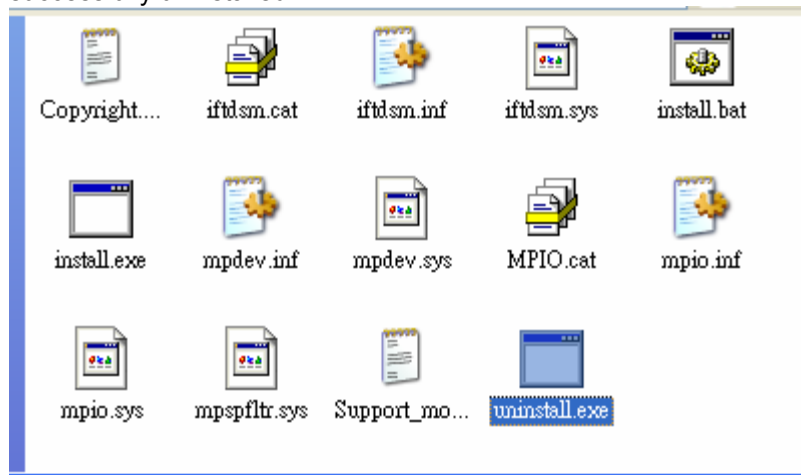 Copyright.... iftdsm.cat iftdsm.inf iftdsm.sys install.bat
install.exe mpdev.inf mpdev.sys MPIO.cat mpio.inf
mpio.sys mpspfltr.sys Support_mo... uninstall.exe